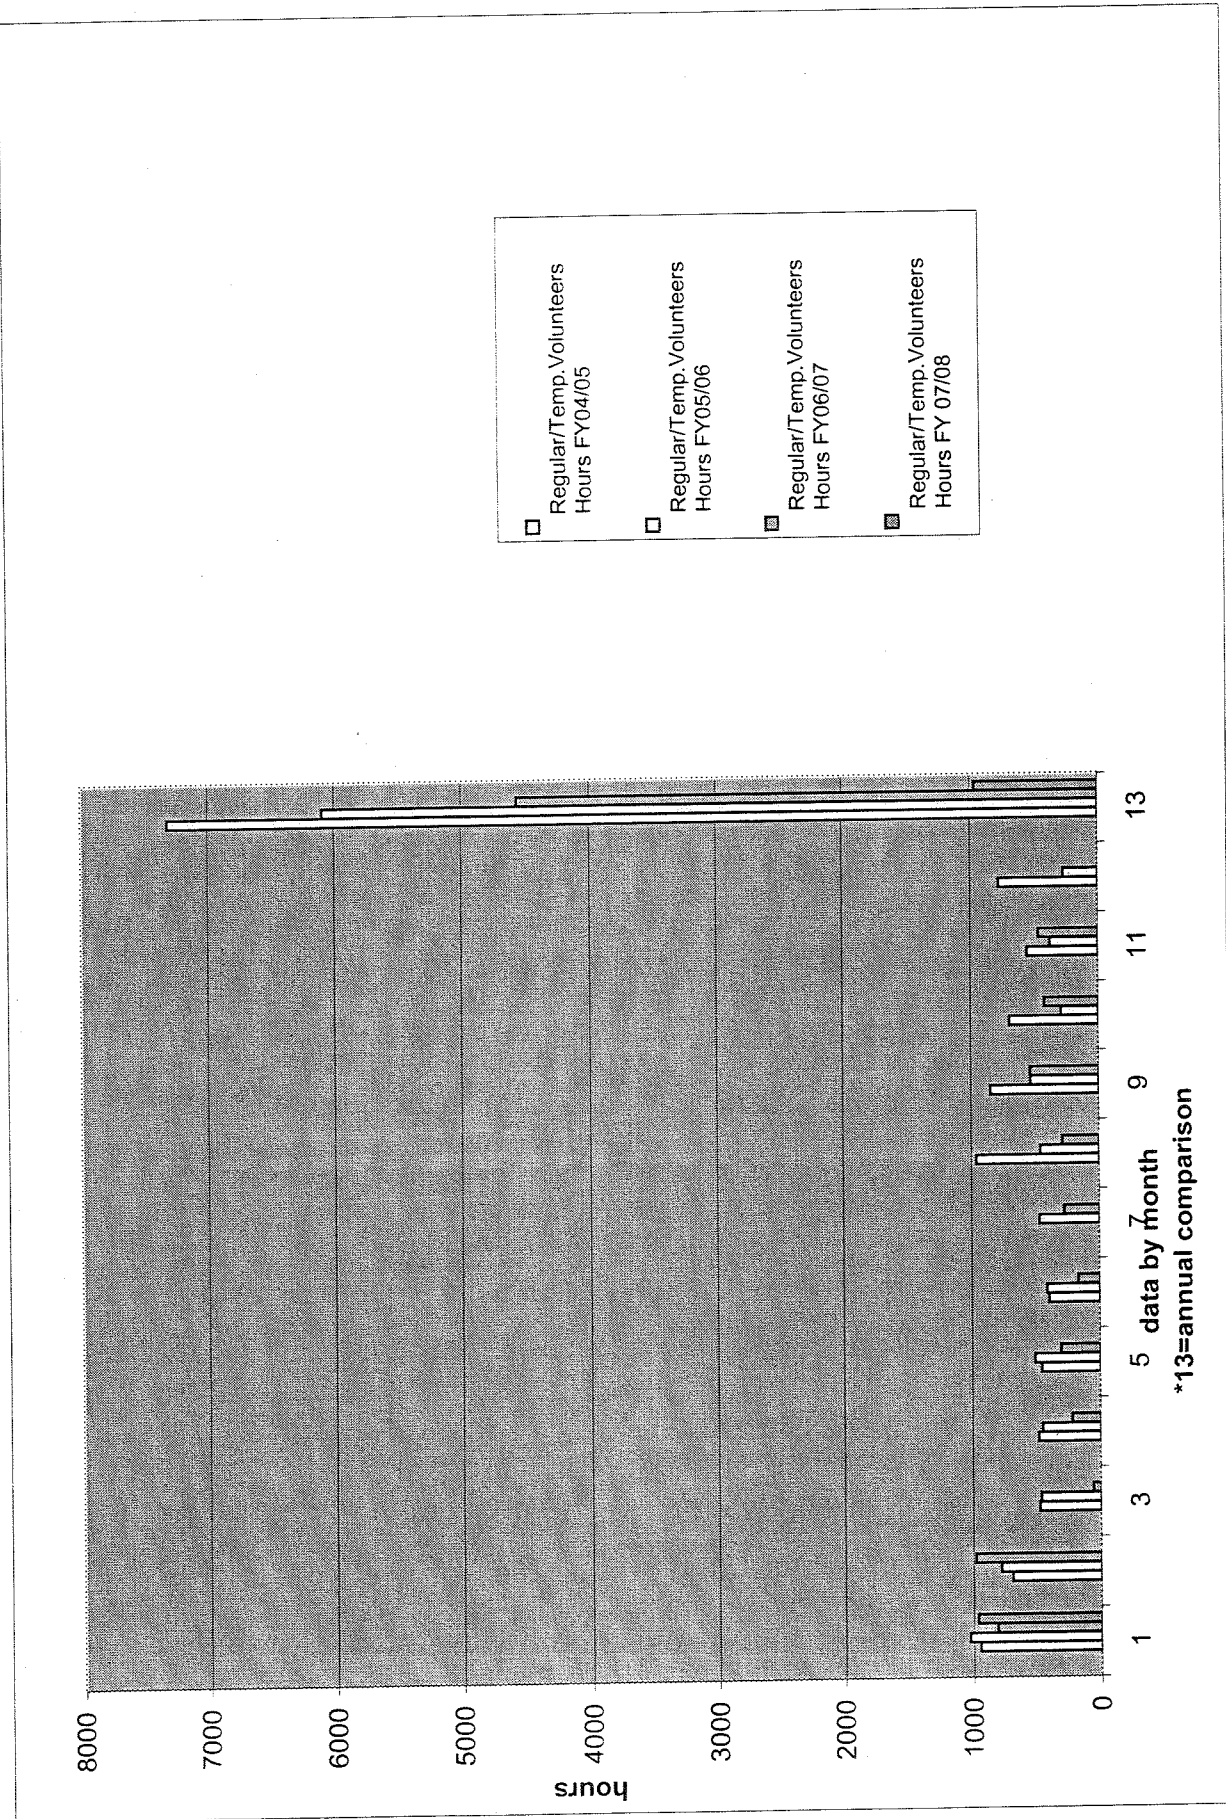 8000
7000
6000
5000
4000
3000
2000
1000
0
hours
1
3
5
7
9
11
13
data by month
*13=annual comparison
Regular/Temp.Volunteers
Hours FY04/05
Regular/Temp.Volunteers
Hours FY05/06
Regular/Temp.Volunteers
Hours FY06/07
Regular/Temp.Volunteers
Hours FY 07/08